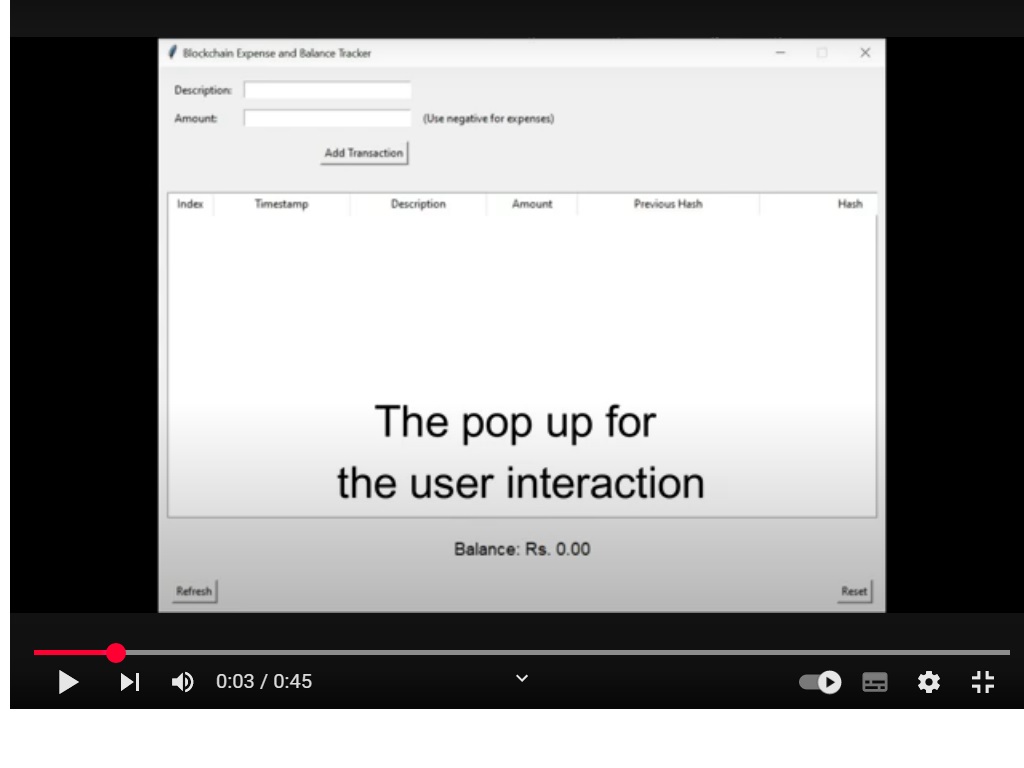 Blockchain Expense and Balance Tracker
Description:
Amount: (Use negative for expenses)
Add Transaction
Index Timestamp Description Amount Previous Hash Hash
The pop up for
the user interaction
Balance: Rs. 0.00
Refresh Reset
0:03 / 0:45